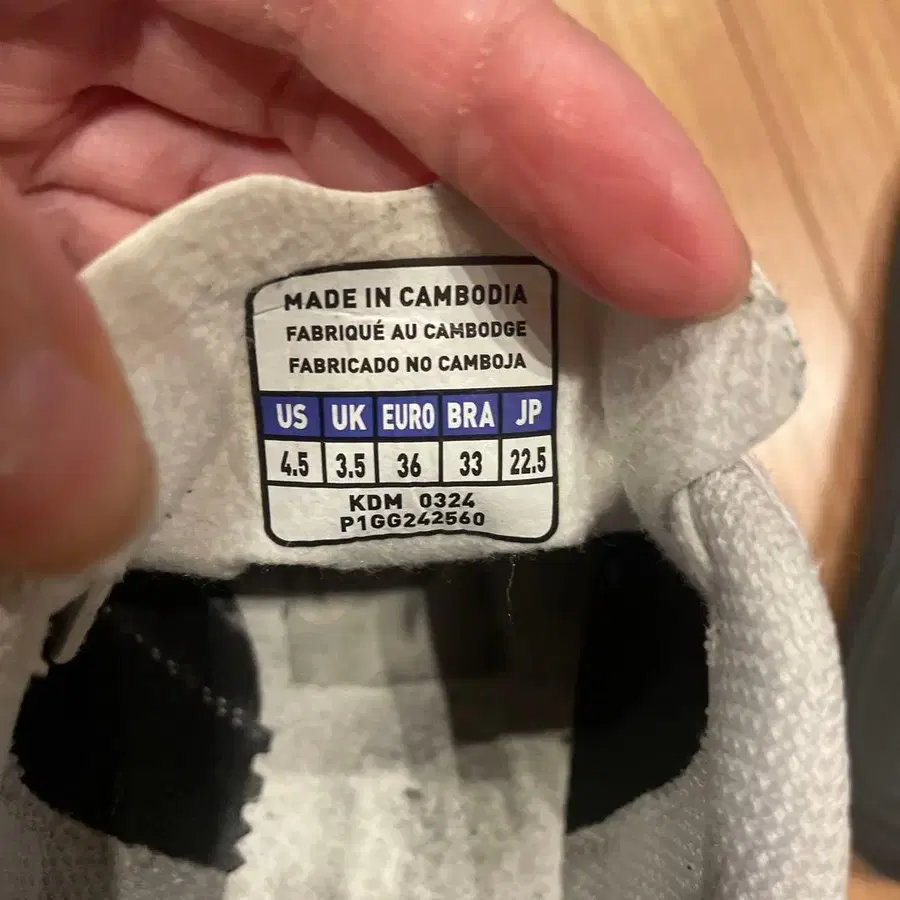 MADE IN CAMBODIA
FABRIQUÉ AU CAMBODGE
FABRICADO NO CAMBOJA
US UK EURO BRA JP
4.5 3.5 36 33 22.5
KDM 0324
P1GG242560